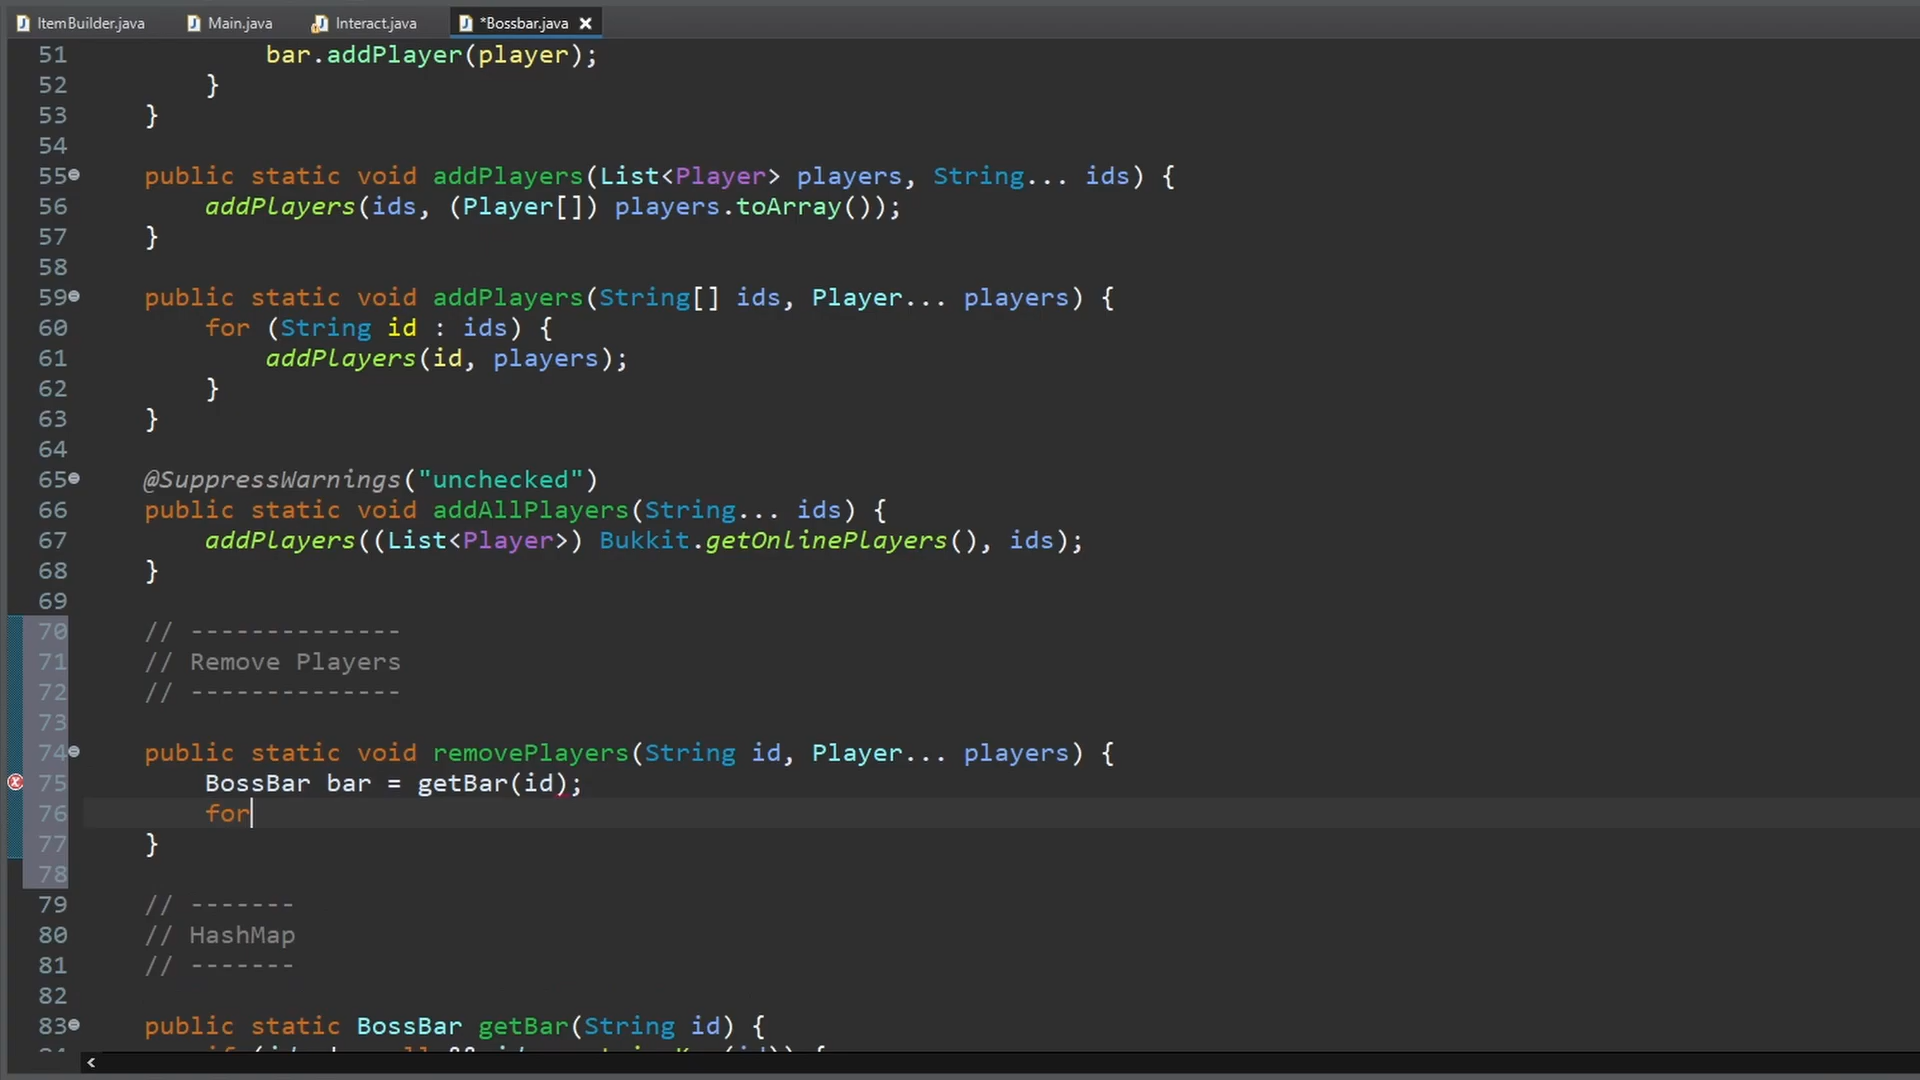 ItemBuilder.java Main.java Interact.java *Bossbar.java
51 bar.addPlayer(player);
52 }
53 }
54
55 public static void addPlayers(List<Player> players, String... ids) {
56 addPlayers(ids, (Player[]) players.toArray());
57 }
58
59 public static void addPlayers(String[] ids, Player... players) {
60 for (String id : ids) {
61 addPlayers(id, players);
62 }
63 }
64
65 @SuppressWarnings("unchecked")
66 public static void addAllPlayers(String... ids) {
67 addPlayers((List<Player>) Bukkit.getOnlinePlayers(), ids);
68 }
69
70 // --------------
71 // Remove Players
72 // --------------
73
74 public static void removePlayers(String id, Player... players) {
75 BossBar bar = getBar(id);
76 for
77 }
78
79 // -------
80 // HashMap
81 // -------
82
83 public static BossBar getBar(String id) {